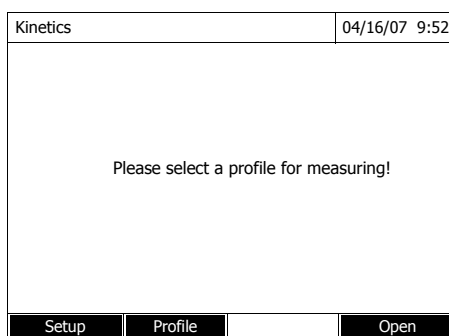 Kinetics 04/16/07 9:52
Please select a profile for measuring!
Setup Profile Open